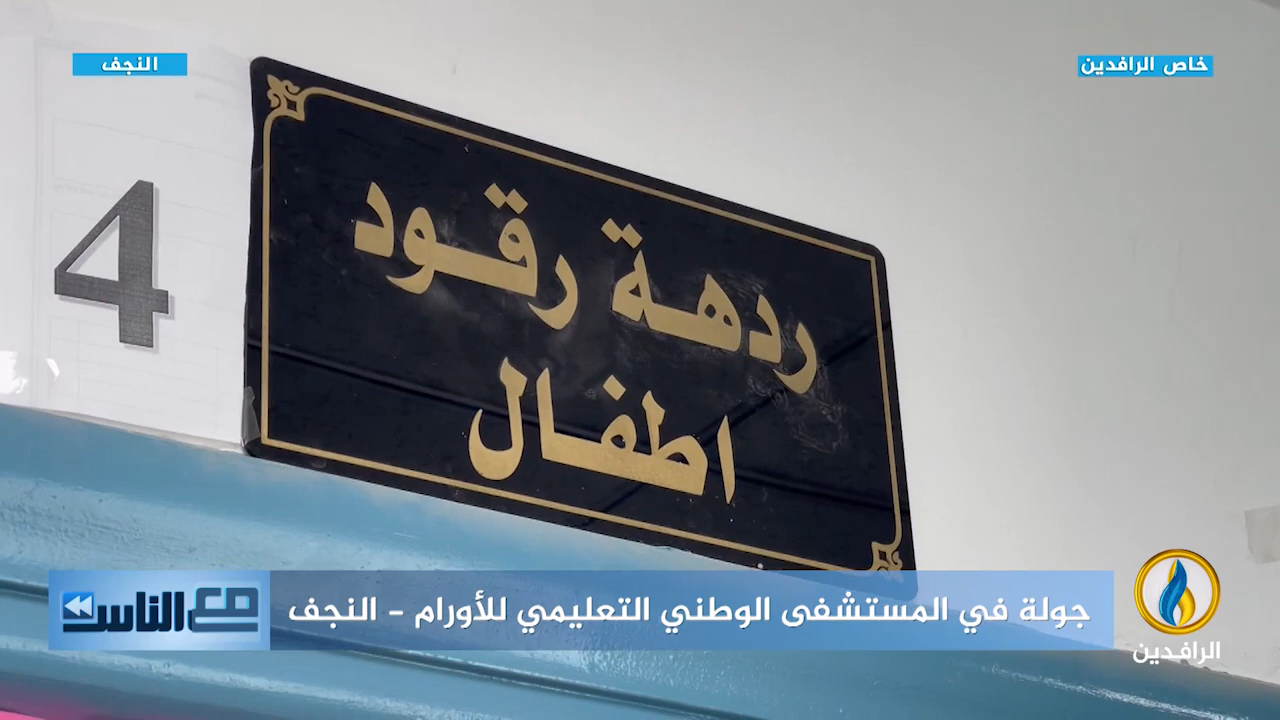 النجف
خاص الرافدين
4
ردهة رقود
اطفال
مع الناس
جولة في المستشفى الوطني التعليمي للأورام - النجف
الرافدين